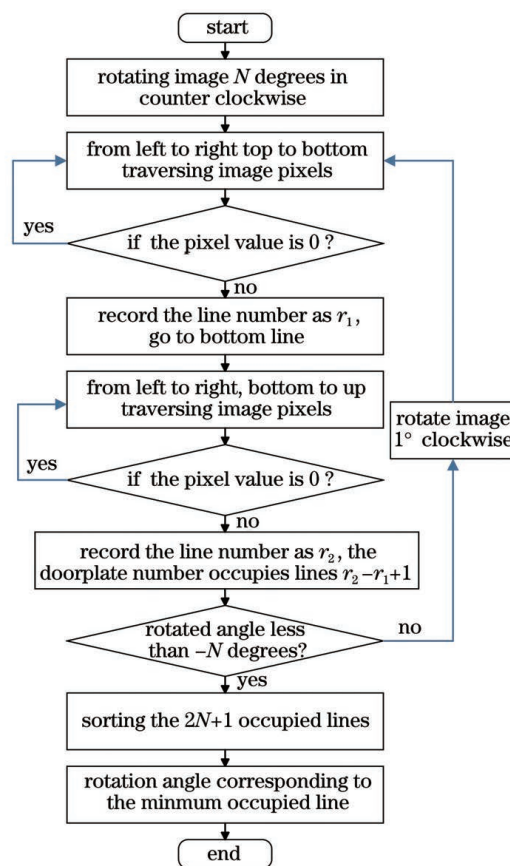 start
rotating image N degrees in
counter clockwise
from left to right top to bottom
traversing image pixels
yes
if the pixel value is 0 ?
no
record the line number as r₁,
go to bottom line
from left to right, bottom to up
traversing image pixels
rotate image
1° clockwise
yes
if the pixel value is 0 ?
no
record the line number as r₂, the
doorplate number occupies lines r₂−r₁+1
rotated angle less
than −N degrees?
no
yes
sorting the 2N+1 occupied lines
rotation angle corresponding to
the minmum occupied line
end